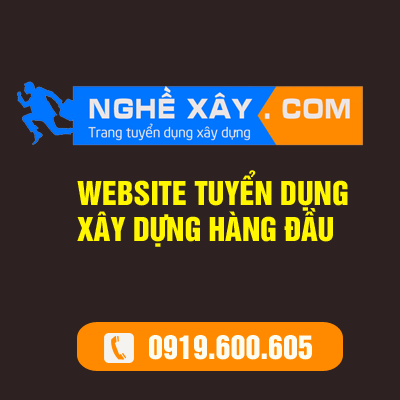 NGHỀ XÂY . COM
Trang tuyển dụng xây dựng
WEBSITE TUYỂN DỤNG
XÂY DỰNG HÀNG ĐẦU
0919.600.605